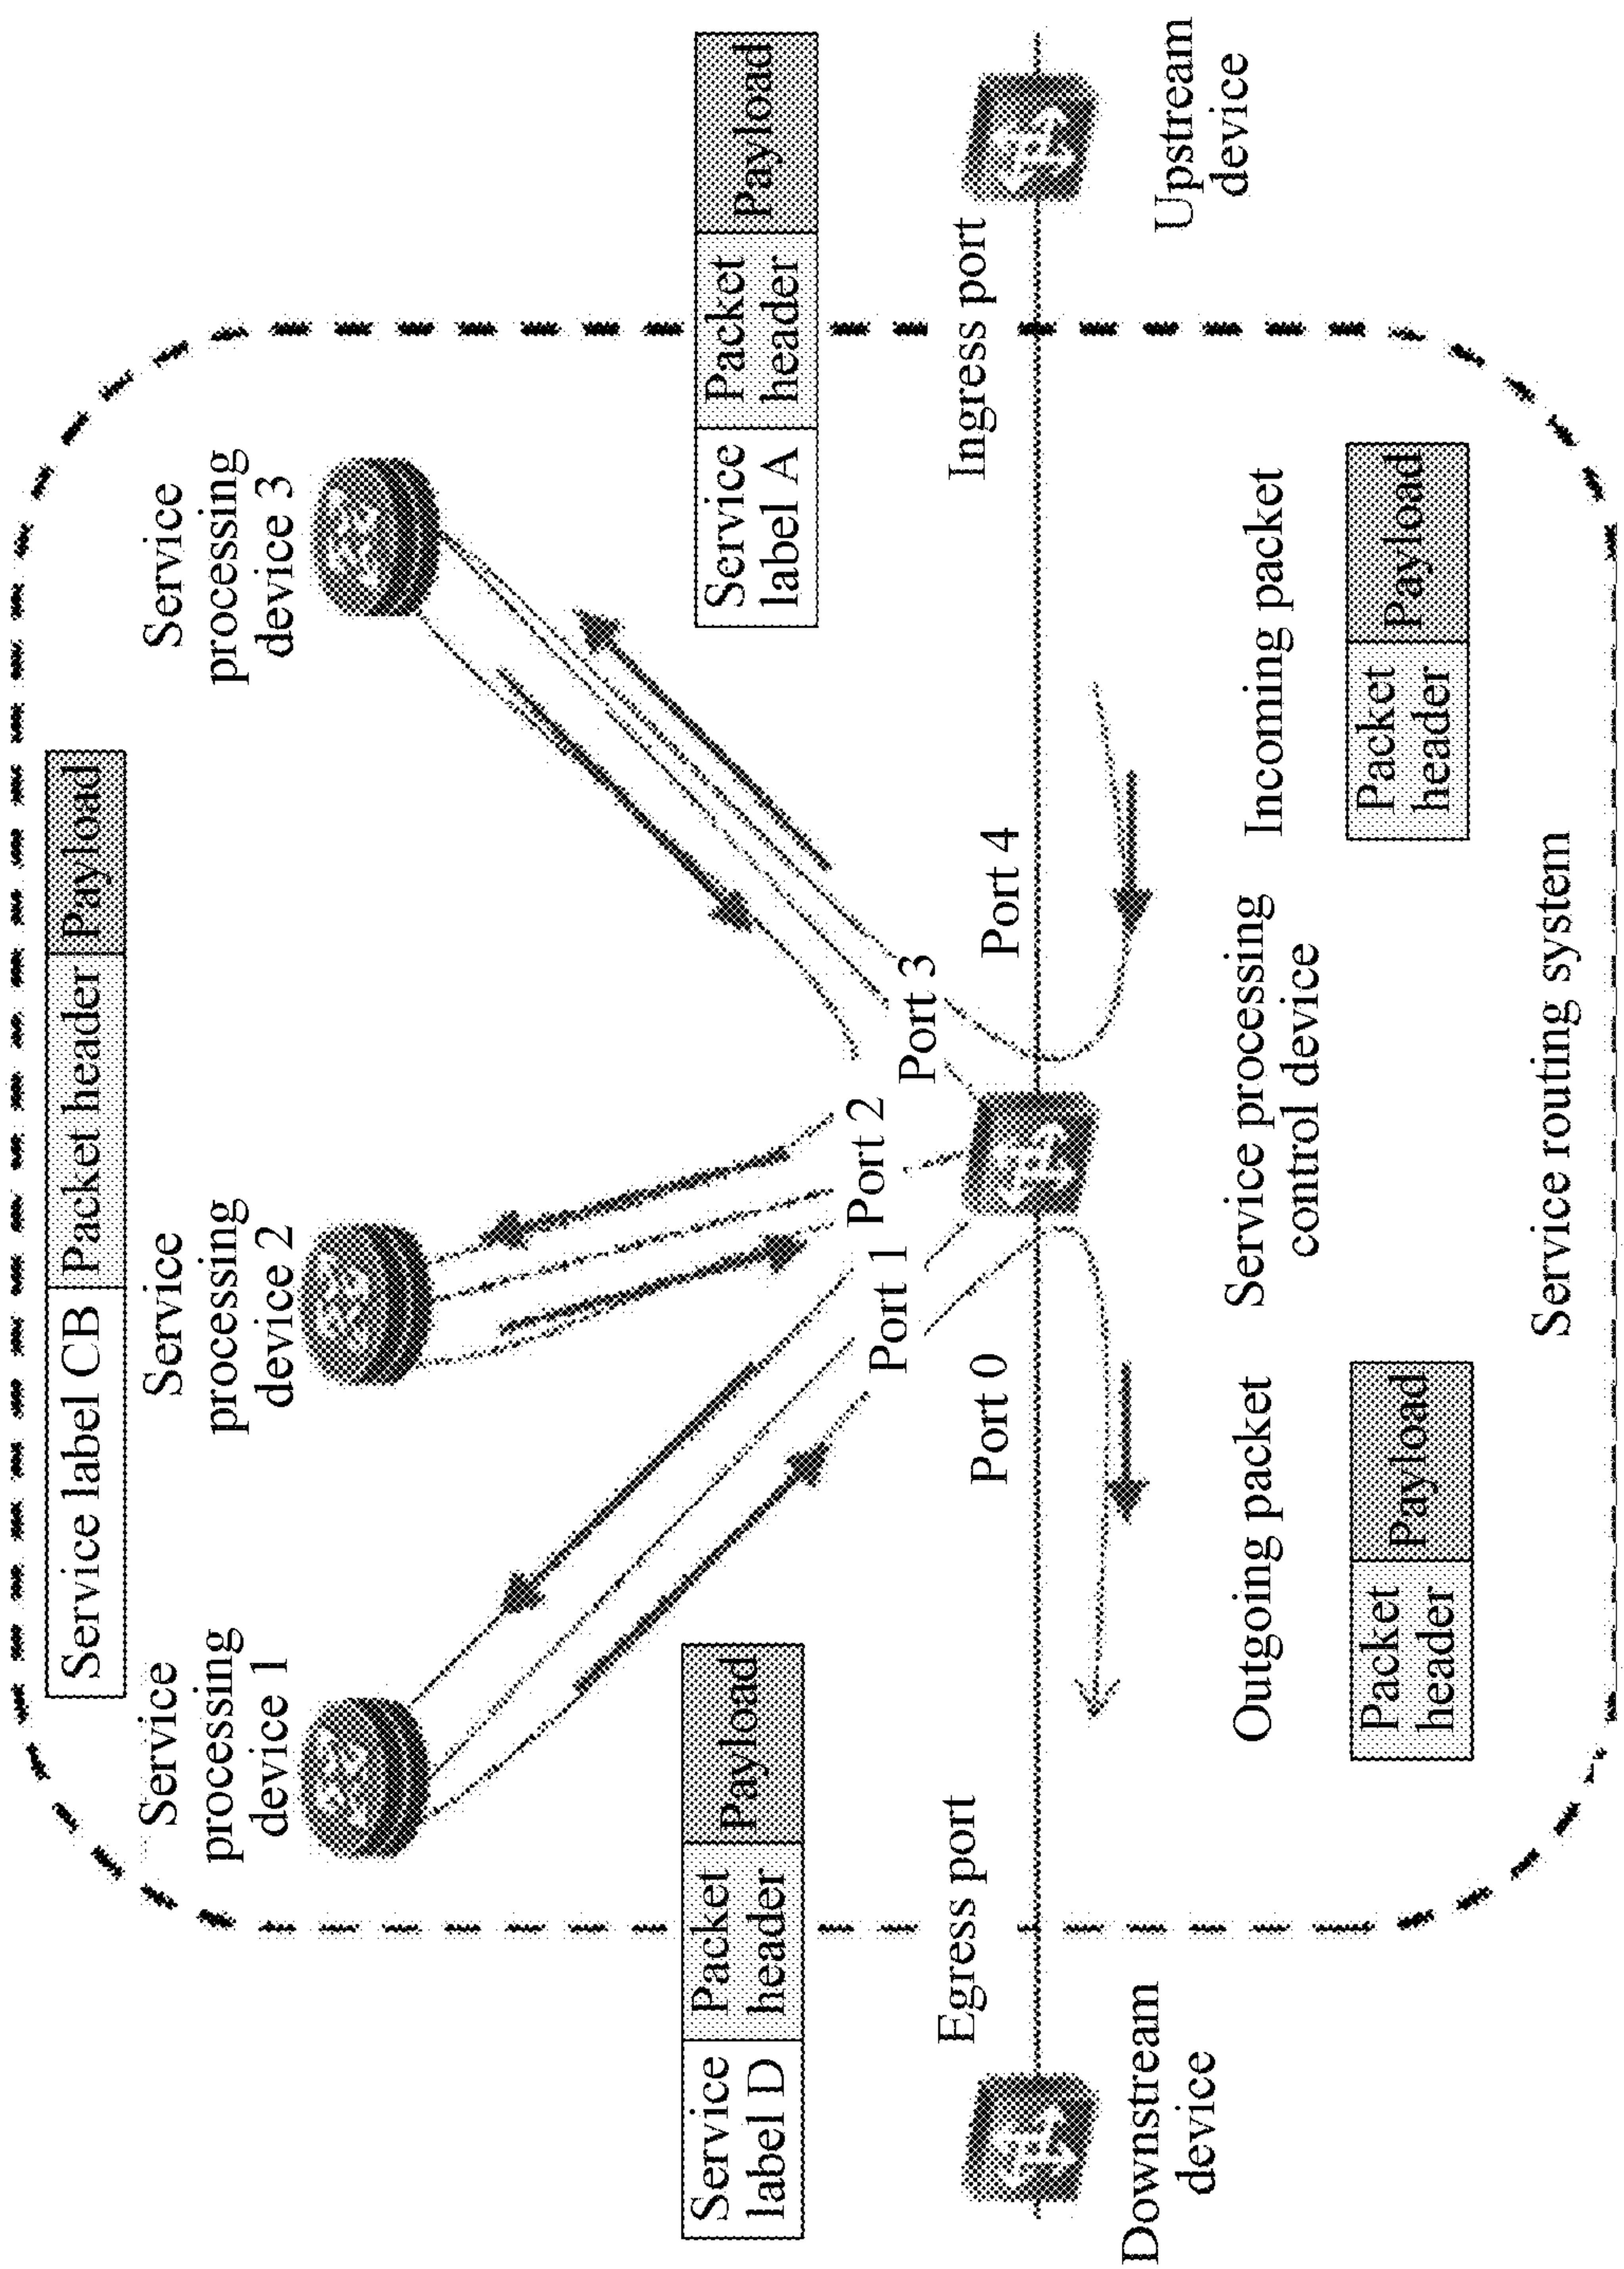 Service label CB
Packet header
Payload
Service
processing
device 1
Service
processing
device 2
Service
processing
device 3
Service
label D
Packet
header
Payload
Service
label A
Packet
header
Payload
Port 1
Port 2
Port 3
Egress port
Port 0
Port 4
Ingress port
Downstream
device
Upstream
device
Outgoing packet
Service processing
control device
Incoming packet
Packet
header
Payload
Packet
header
Payload
Service routing system